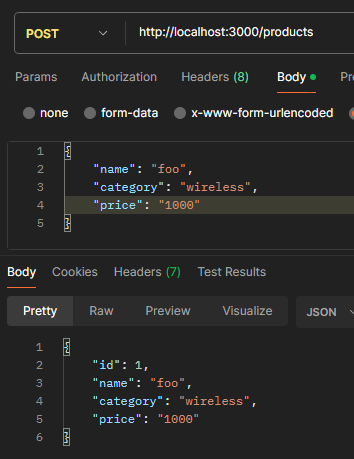 POST http://localhost:3000/products
Params Authorization Headers (8) Body
none form-data x-www-form-urlencoded
1 {
2 "name": "foo",
3 "category": "wireless",
4 "price": "1000"
5 }
Body Cookies Headers (7) Test Results
Pretty Raw Preview Visualize JSON
1 {
2 "id": 1,
3 "name": "foo",
4 "category": "wireless",
5 "price": "1000"
6 }